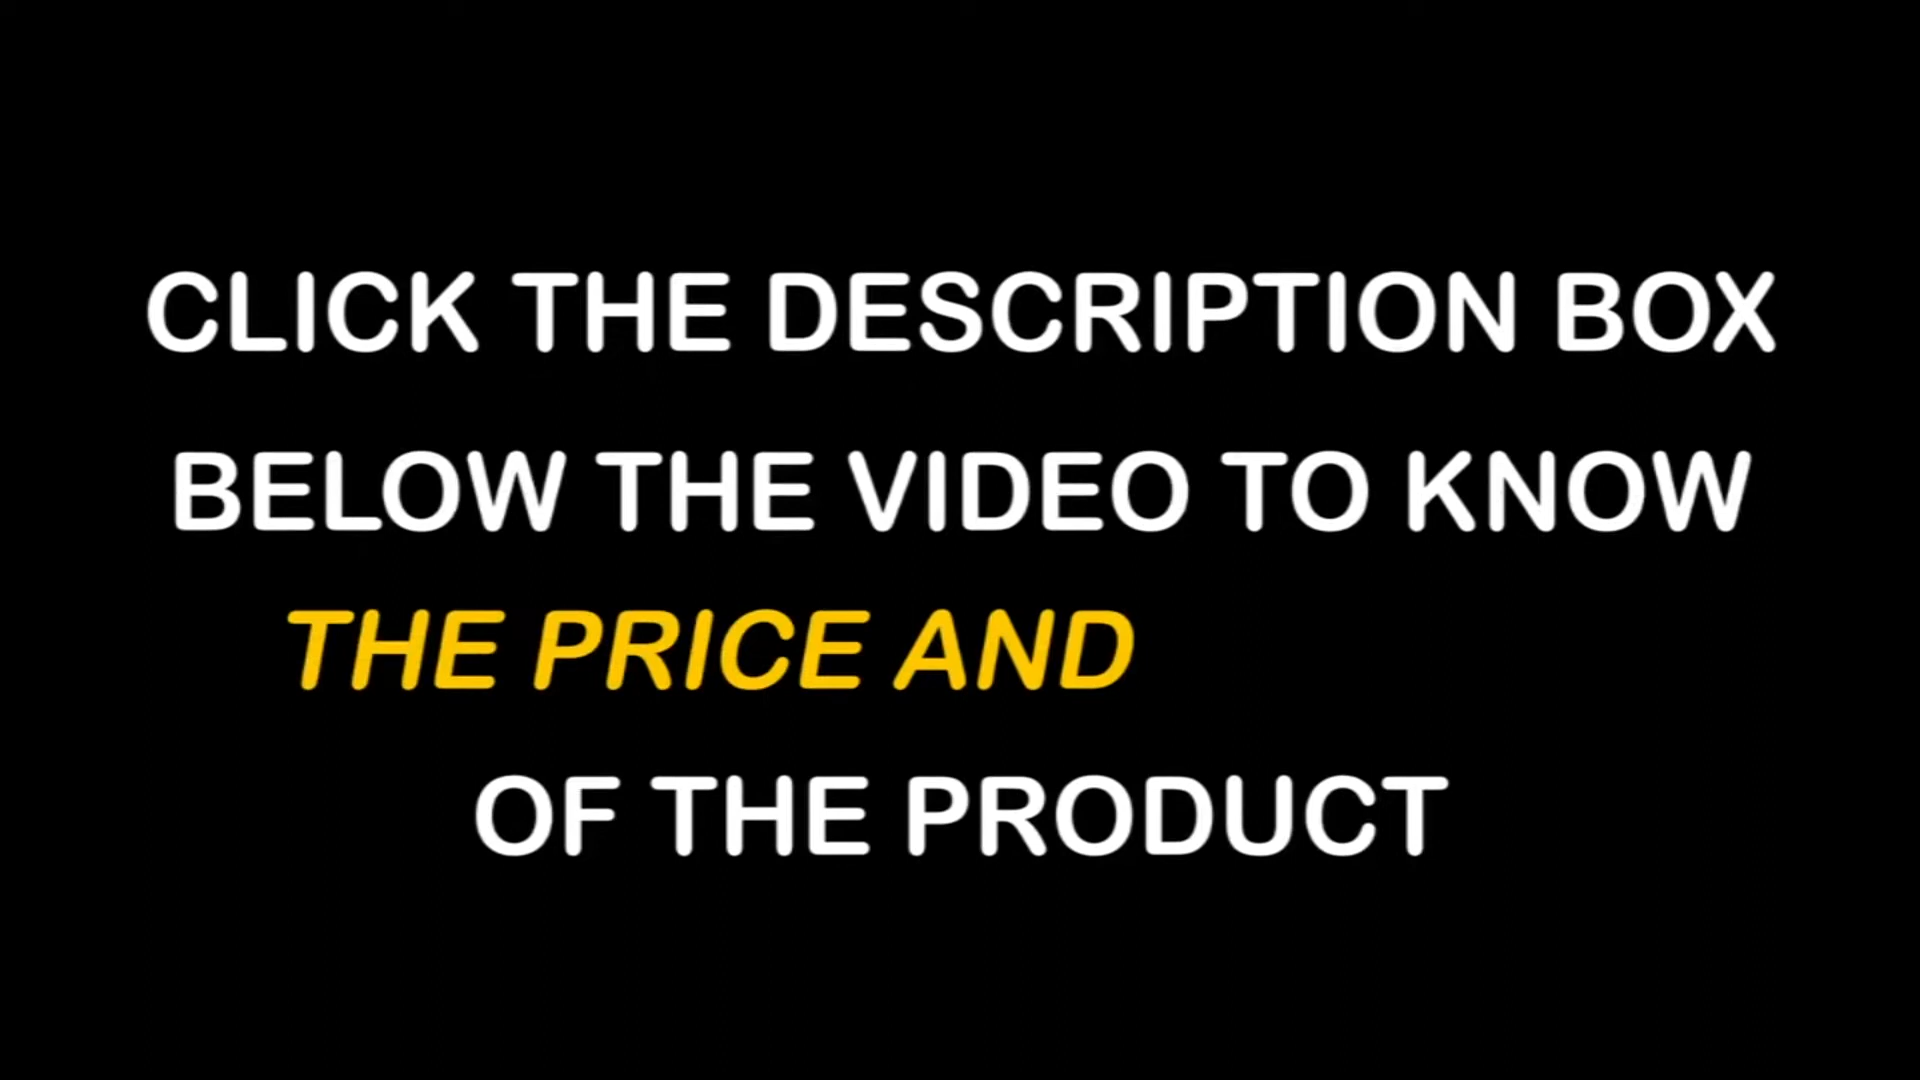 CLICK THE DESCRIPTION BOX
BELOW THE VIDEO TO KNOW
THE PRICE AND
OF THE PRODUCT